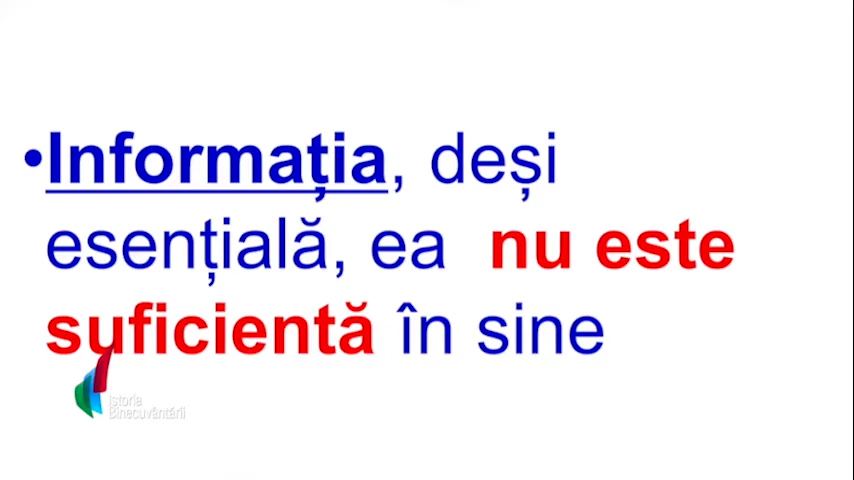 •Informația, deși
esențială, ea nu este
suficientă în sine
Istoria
Binecuvântării